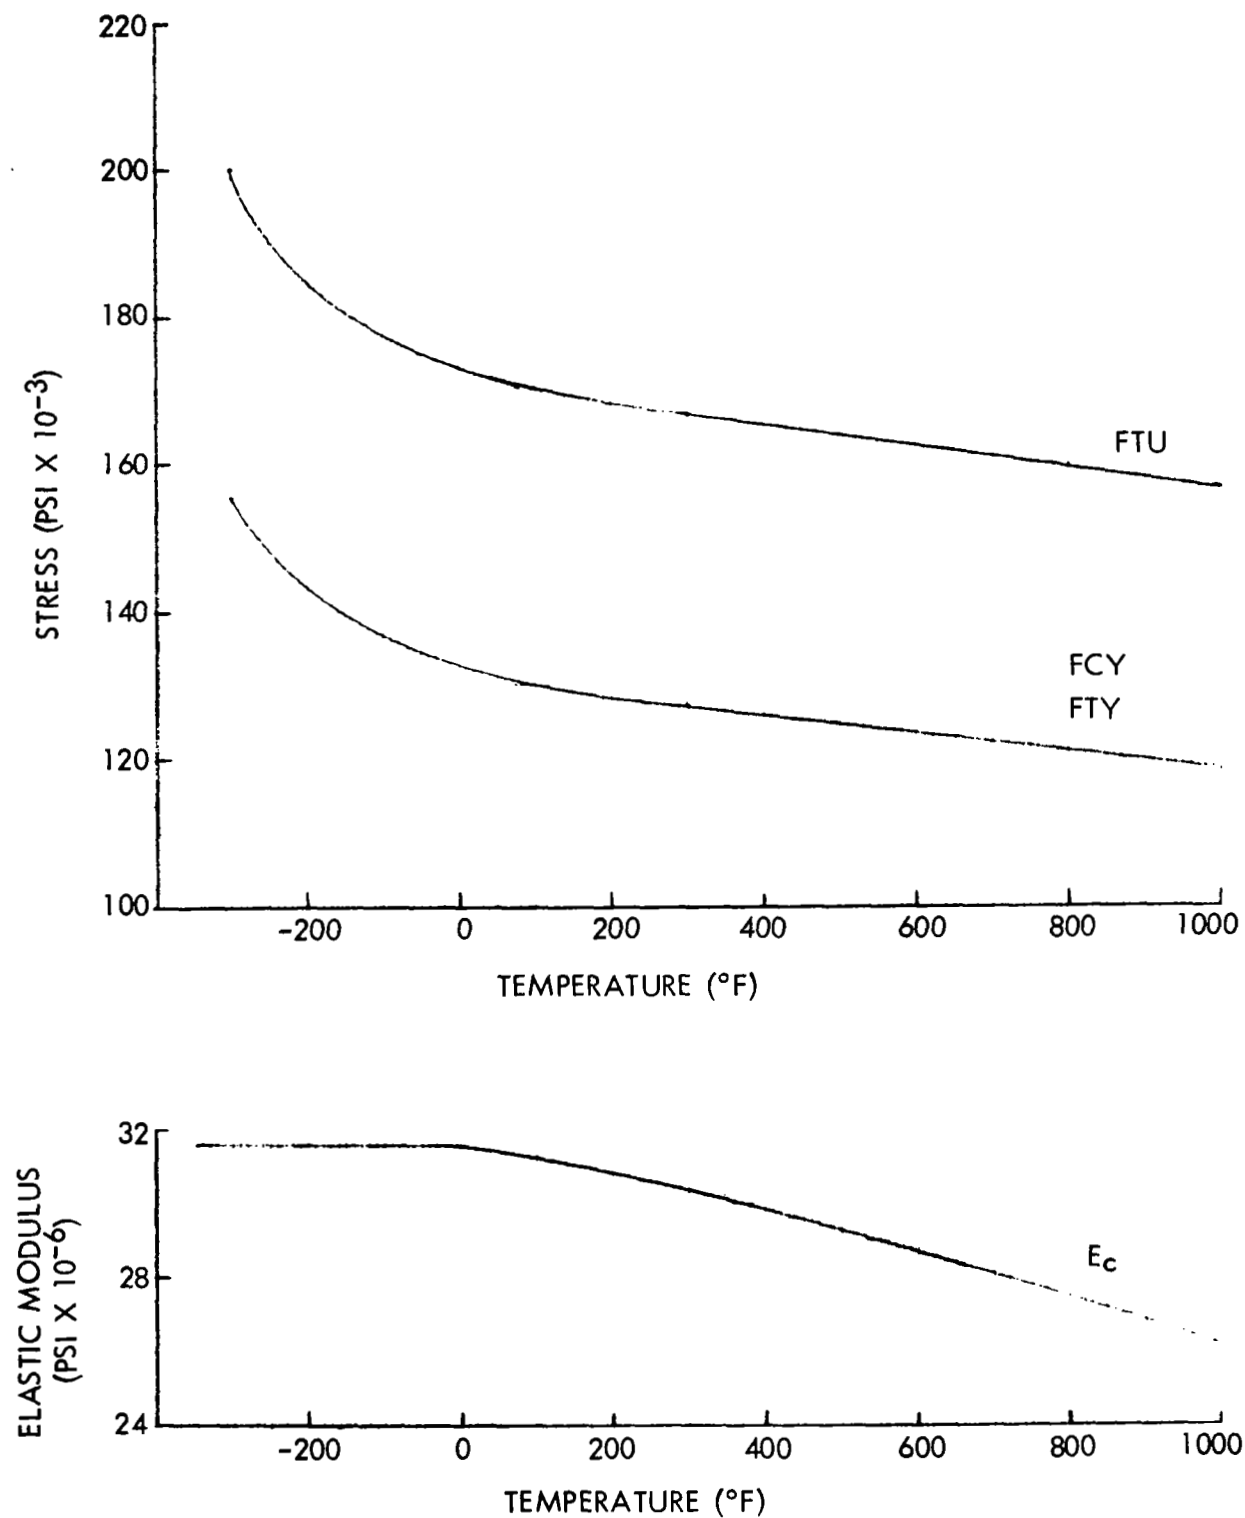 220
200
180
160
140
120
100
STRESS (PSI X 10⁻³)
FTU
FCY
FTY
-200 0 200 400 600 800 1000
TEMPERATURE (°F)
32
28
24
ELASTIC MODULUS
(PSI X 10⁻⁶)
Ec
-200 0 200 400 600 800 1000
TEMPERATURE (°F)